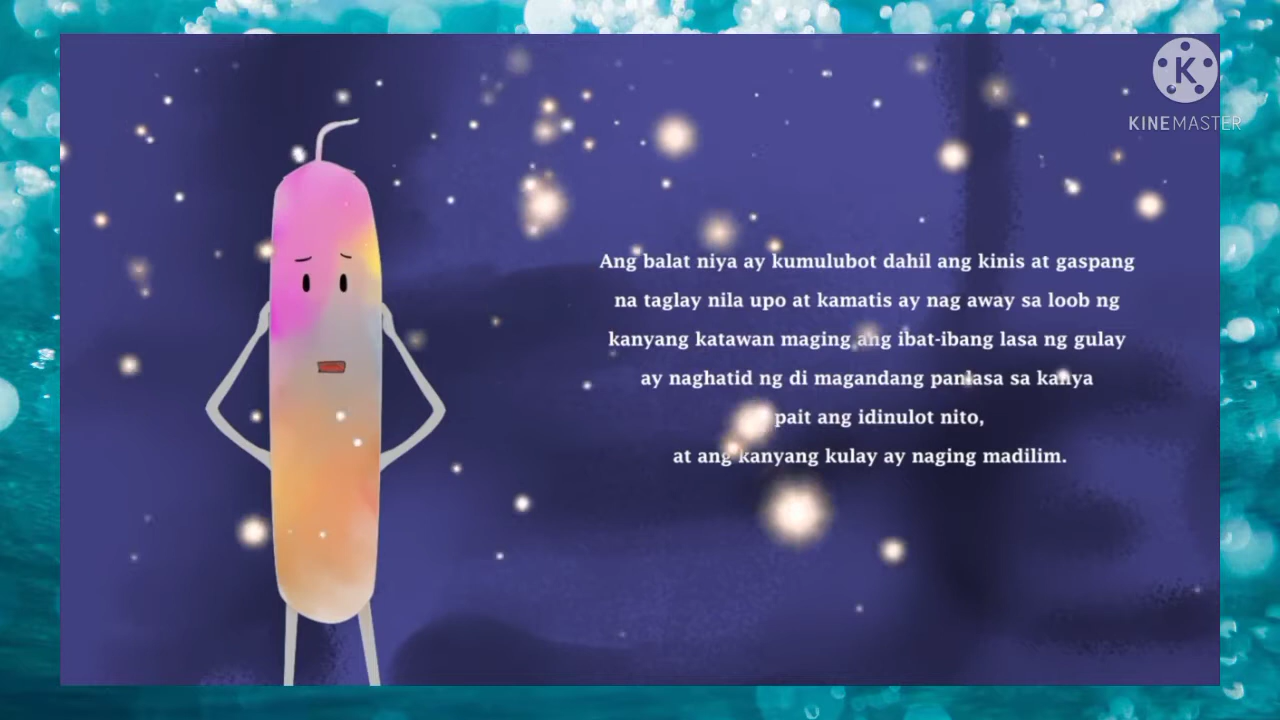 K
KINEMASTER
Ang balat niya ay kumulubot dahil ang kinis at gaspang
na taglay nila upo at kamatis ay nag away sa loob ng
kanyang katawan maging ang ibat-ibang lasa ng gulay
ay naghatid ng di magandang panlasa sa kanya
pait ang idinulot nito,
at ang kanyang kulay ay naging madilim.